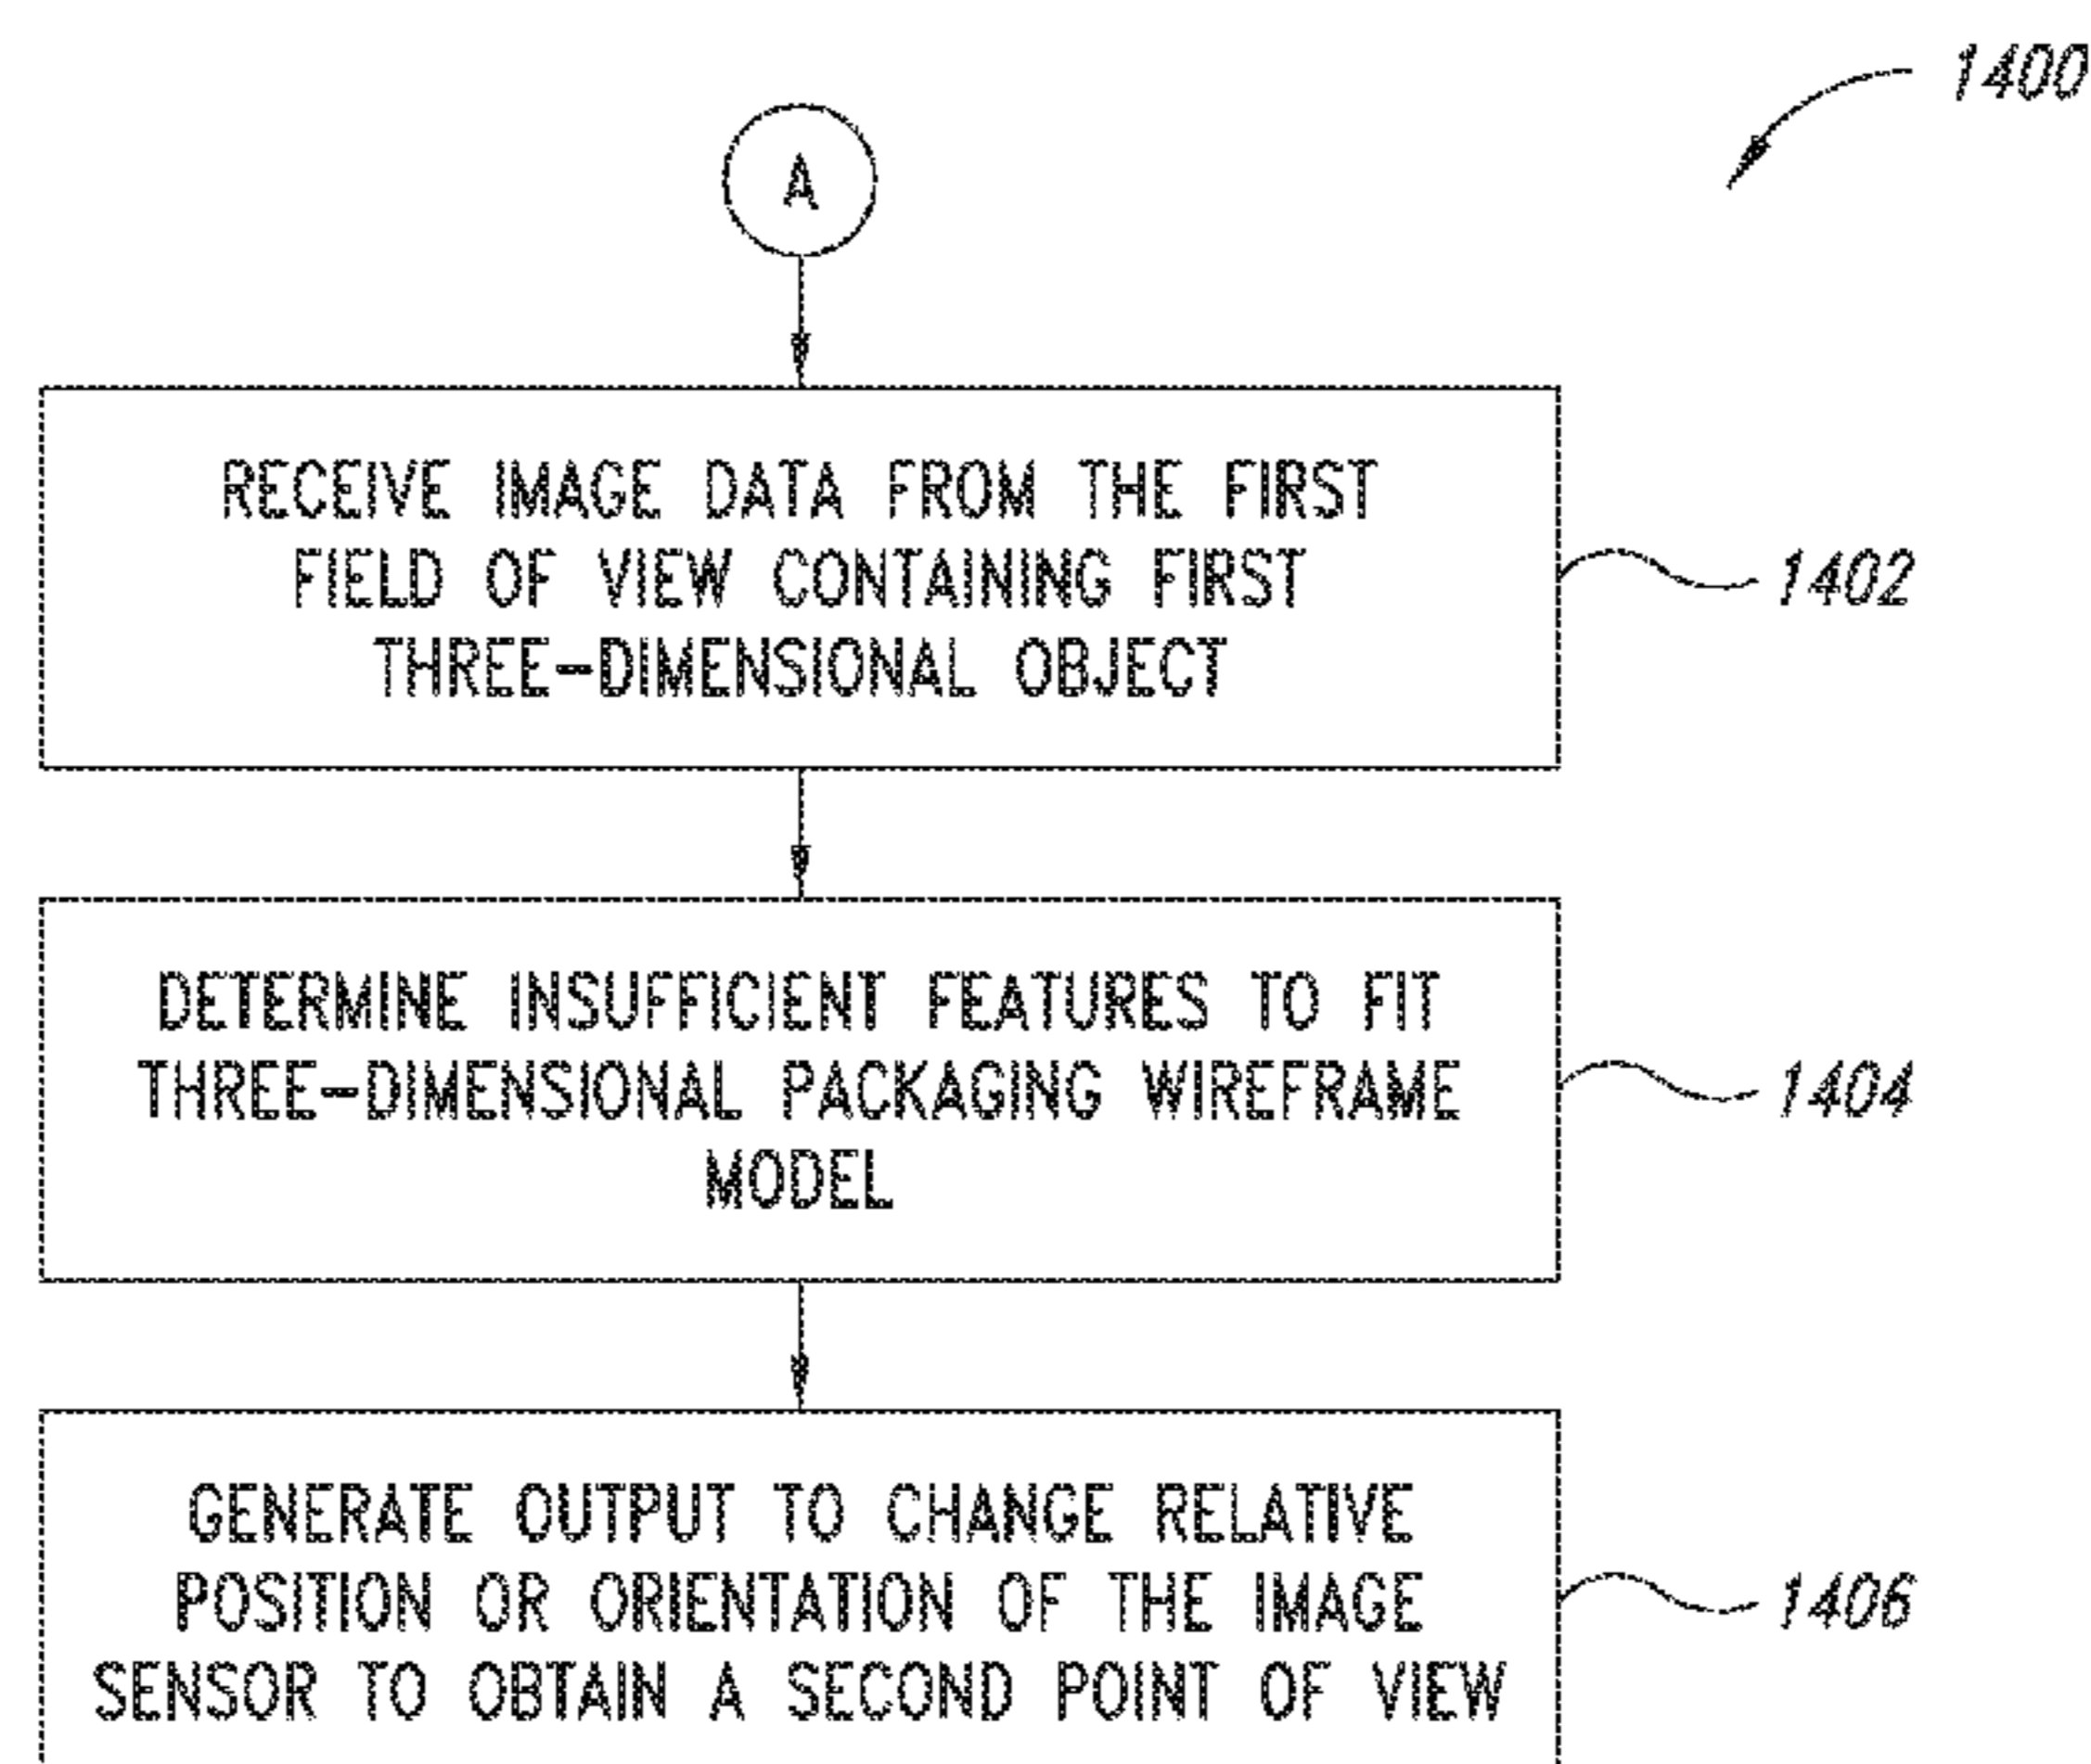 1400
A
RECEIVE IMAGE DATA FROM THE FIRST
FIELD OF VIEW CONTAINING FIRST
THREE-DIMENSIONAL OBJECT
1402
DETERMINE INSUFFICIENT FEATURES TO FIT
THREE-DIMENSIONAL PACKAGING WIREFRAME
MODEL
1404
GENERATE OUTPUT TO CHANGE RELATIVE
POSITION OR ORIENTATION OF THE IMAGE
SENSOR TO OBTAIN A SECOND POINT OF VIEW
1406